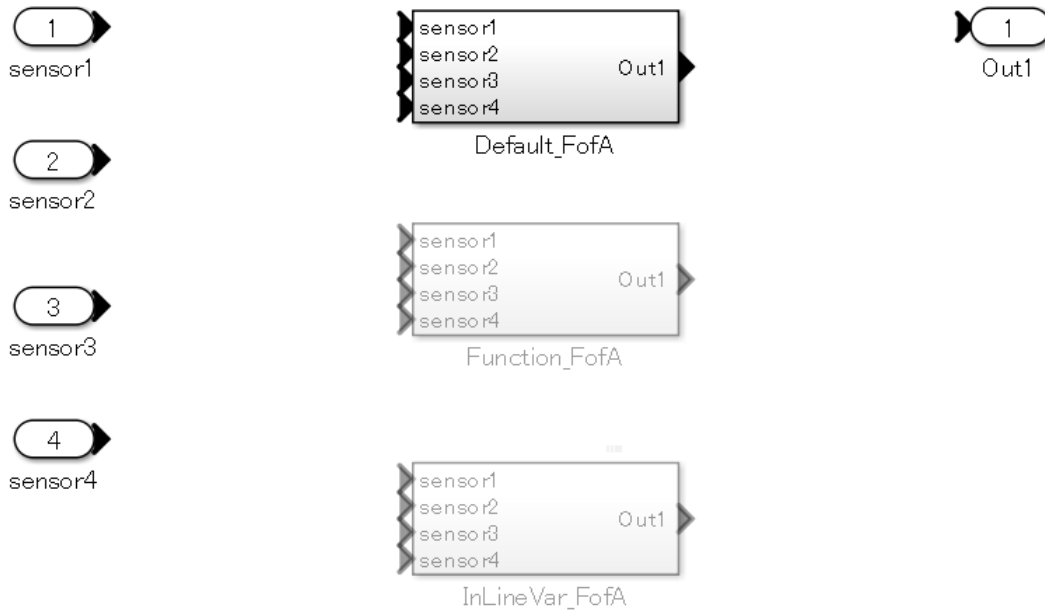 1
sensor1
2
sensor2
3
sensor3
4
sensor4
sensor1
sensor2
sensor3
sensor4
Out1
Default_FofA
sensor1
sensor2
sensor3
sensor4
Out1
Function_FofA
sensor1
sensor2
sensor3
sensor4
Out1
InLineVar_FofA
1
Out1